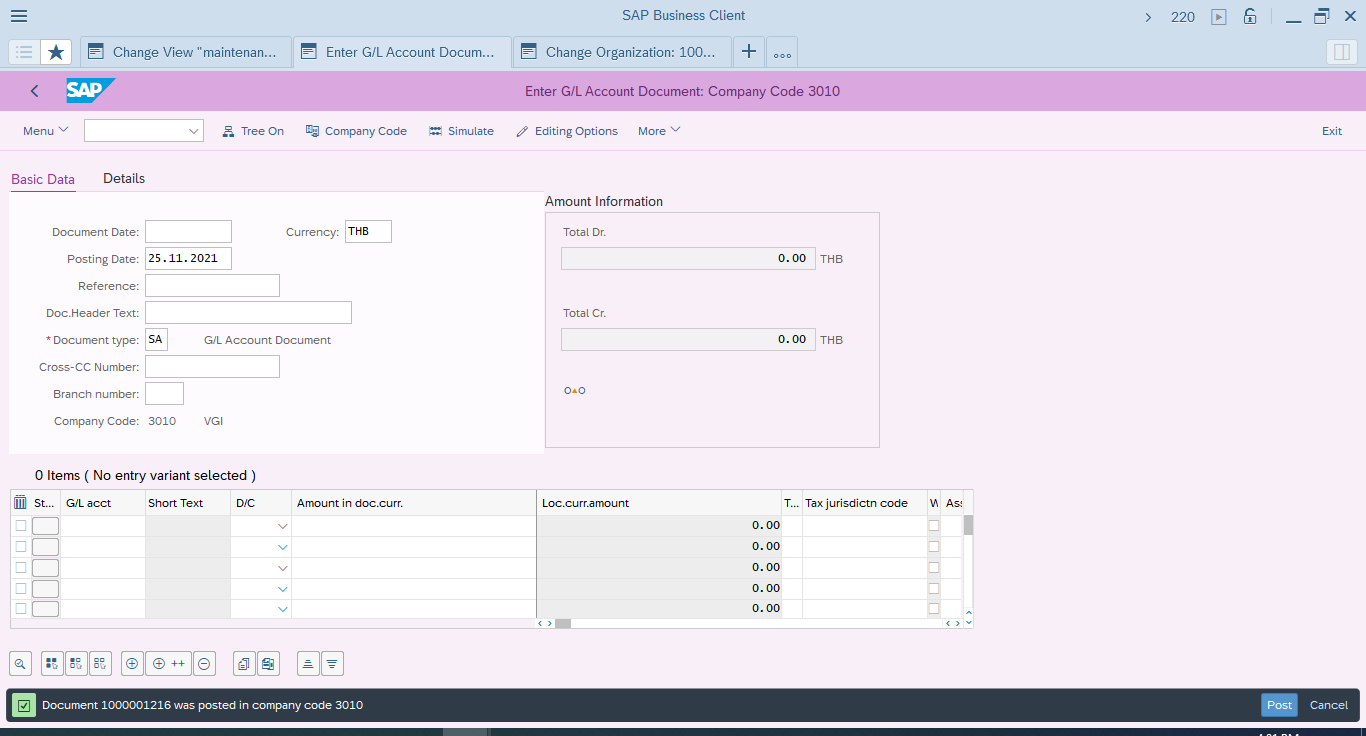 SAP Business Client
220
Change View "maintenan...
Enter G/L Account Docum...
Change Organization: 100...
SAP
Enter G/L Account Document: Company Code 3010
Menu
Tree On
Company Code
Simulate
Editing Options
More
Exit
Basic Data
Details
Amount Information
Document Date:
Currency: THB
Total Dr.
Posting Date: 25.11.2021
0.00 THB
Reference:
Doc.Header Text:
Total Cr.
*Document type: SA G/L Account Document
0.00 THB
Cross-CC Number:
Branch number:
Company Code: 3010 VGI
0 Items ( No entry variant selected )
St... G/L acct Short Text D/C Amount in doc.curr. Loc.curr.amount T... Tax jurisdictn code W Ass
0.00
0.00
0.00
0.00
0.00
Document 1000001216 was posted in company code 3010
Post
Cancel